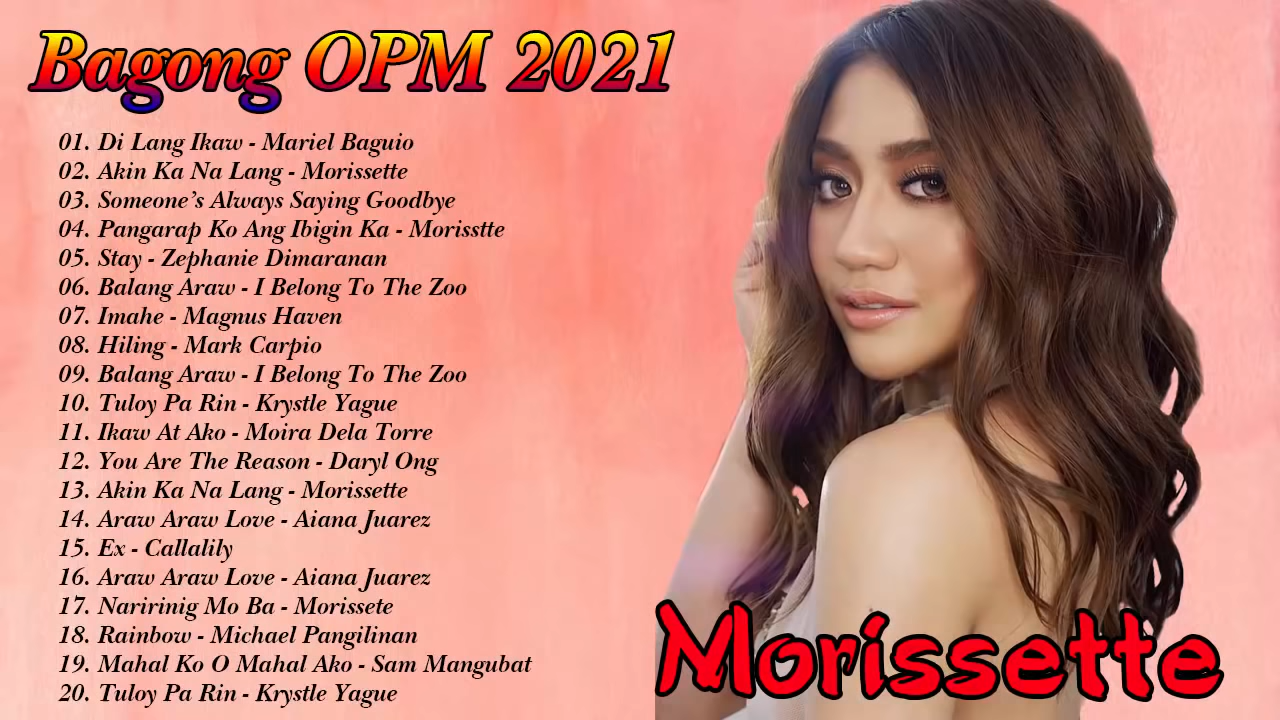 Bagong OPM 2021
01. Di Lang Ikaw - Mariel Baguio
02. Akin Ka Na Lang - Morissette
03. Someone's Always Saying Goodbye
04. Pangarap Ko Ang Ibigin Ka - Morisstte
05. Stay - Zephanie Dimaranan
06. Balang Araw - I Belong To The Zoo
07. Imahe - Magnus Haven
08. Hiling - Mark Carpio
09. Balang Araw - I Belong To The Zoo
10. Tuloy Pa Rin - Krystle Yague
11. Ikaw At Ako - Moira Dela Torre
12. You Are The Reason - Daryl Ong
13. Akin Ka Na Lang - Morissette
14. Araw Araw Love - Aiana Juarez
15. Ex - Callalily
16. Araw Araw Love - Aiana Juarez
17. Naririnig Mo Ba - Morissete
18. Rainbow - Michael Pangilinan
19. Mahal Ko O Mahal Ako - Sam Mangubat
20. Tuloy Pa Rin - Krystle Yague
Morissette